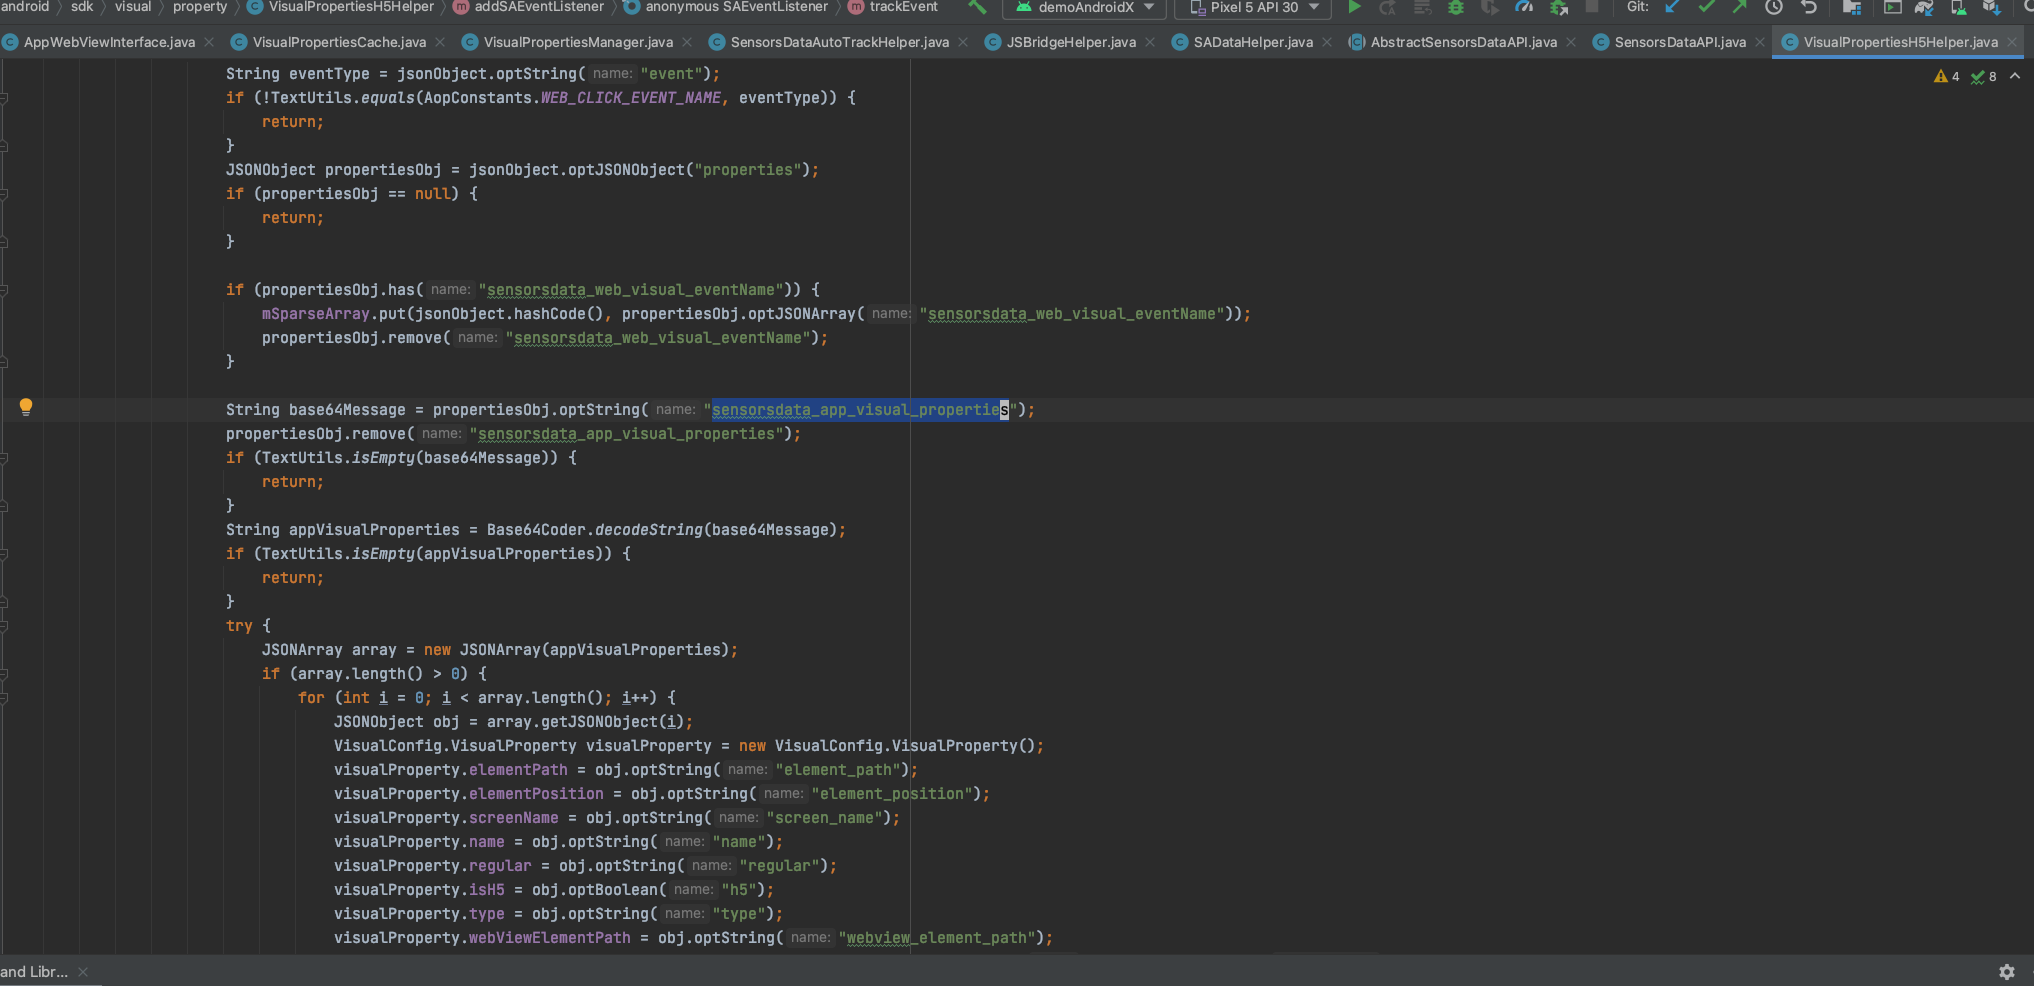 android › sdk › visual › property › VisualPropertiesH5Helper › addSAEventListener › anonymous SAEventListener › trackEvent demoAndroidX Pixel 5 API 30 Git:
AppWebViewInterface.java VisualPropertiesCache.java VisualPropertiesManager.java SensorsDataAutoTrackHelper.java JSBridgeHelper.java SADataHelper.java AbstractSensorsDataAPI.java SensorsDataAPI.java VisualPropertiesH5Helper.java
4 8
String eventType = jsonObject.optString( name: "event");
if (!TextUtils.equals(AopConstants.WEB_CLICK_EVENT_NAME, eventType)) {
return;
}
JSONObject propertiesObj = jsonObject.optJSONObject("properties");
if (propertiesObj == null) {
return;
}
if (propertiesObj.has( name: "sensorsdata_web_visual_eventName")) {
mSparseArray.put(jsonObject.hashCode(), propertiesObj.optJSONArray( name: "sensorsdata_web_visual_eventName"));
propertiesObj.remove( name: "sensorsdata_web_visual_eventName");
}
String base64Message = propertiesObj.optString( name: "sensorsdata_app_visual_properties");
propertiesObj.remove( name: "sensorsdata_app_visual_properties");
if (TextUtils.isEmpty(base64Message)) {
return;
}
String appVisualProperties = Base64Coder.decodeString(base64Message);
if (TextUtils.isEmpty(appVisualProperties)) {
return;
}
try {
JSONArray array = new JSONArray(appVisualProperties);
if (array.length() > 0) {
for (int i = 0; i < array.length(); i++) {
JSONObject obj = array.getJSONObject(i);
VisualConfig.VisualProperty visualProperty = new VisualConfig.VisualProperty();
visualProperty.elementPath = obj.optString( name: "element_path");
visualProperty.elementPosition = obj.optString( name: "element_position");
visualProperty.screenName = obj.optString( name: "screen_name");
visualProperty.name = obj.optString( name: "name");
visualProperty.regular = obj.optString( name: "regular");
visualProperty.isH5 = obj.optBoolean( name: "h5");
visualProperty.type = obj.optString( name: "type");
visualProperty.webViewElementPath = obj.optString( name: "webview_element_path");
and Libr...